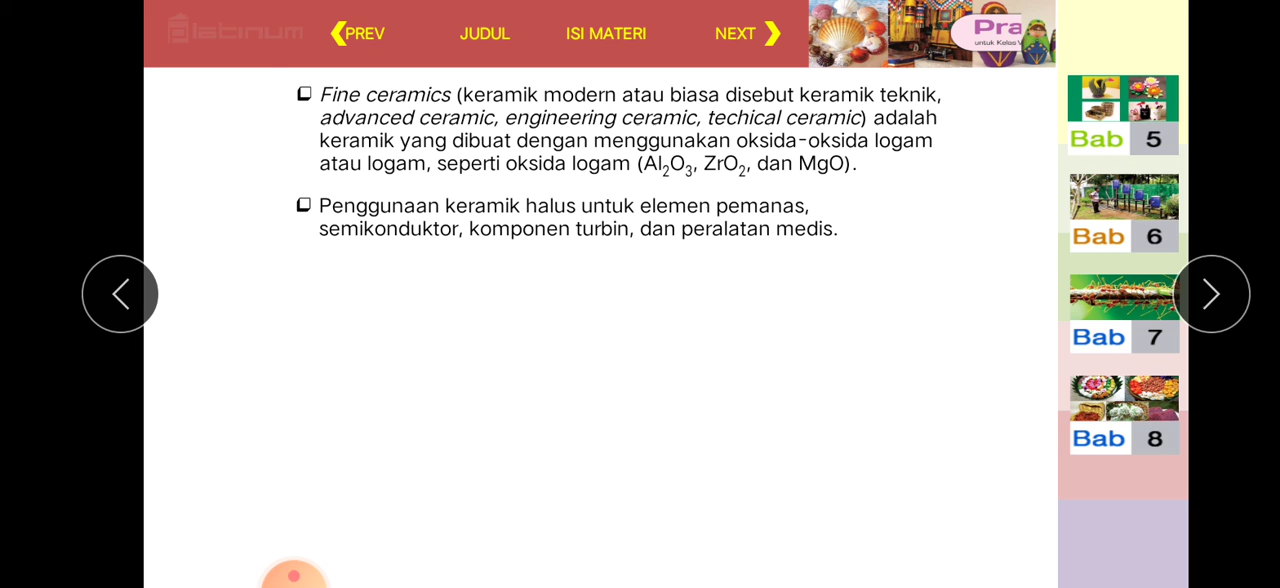 Platinum
PREV
JUDUL
ISI MATERI
NEXT
Pra
untuk Kelas V
❑ Fine ceramics (keramik modern atau biasa disebut keramik teknik,
advanced ceramic, engineering ceramic, techical ceramic) adalah
keramik yang dibuat dengan menggunakan oksida-oksida logam
atau logam, seperti oksida logam (Al₂O₃, ZrO₂, dan MgO).
❑ Penggunaan keramik halus untuk elemen pemanas,
semikonduktor, komponen turbin, dan peralatan medis.
Bab 5
Bab 6
Bab 7
Bab 8